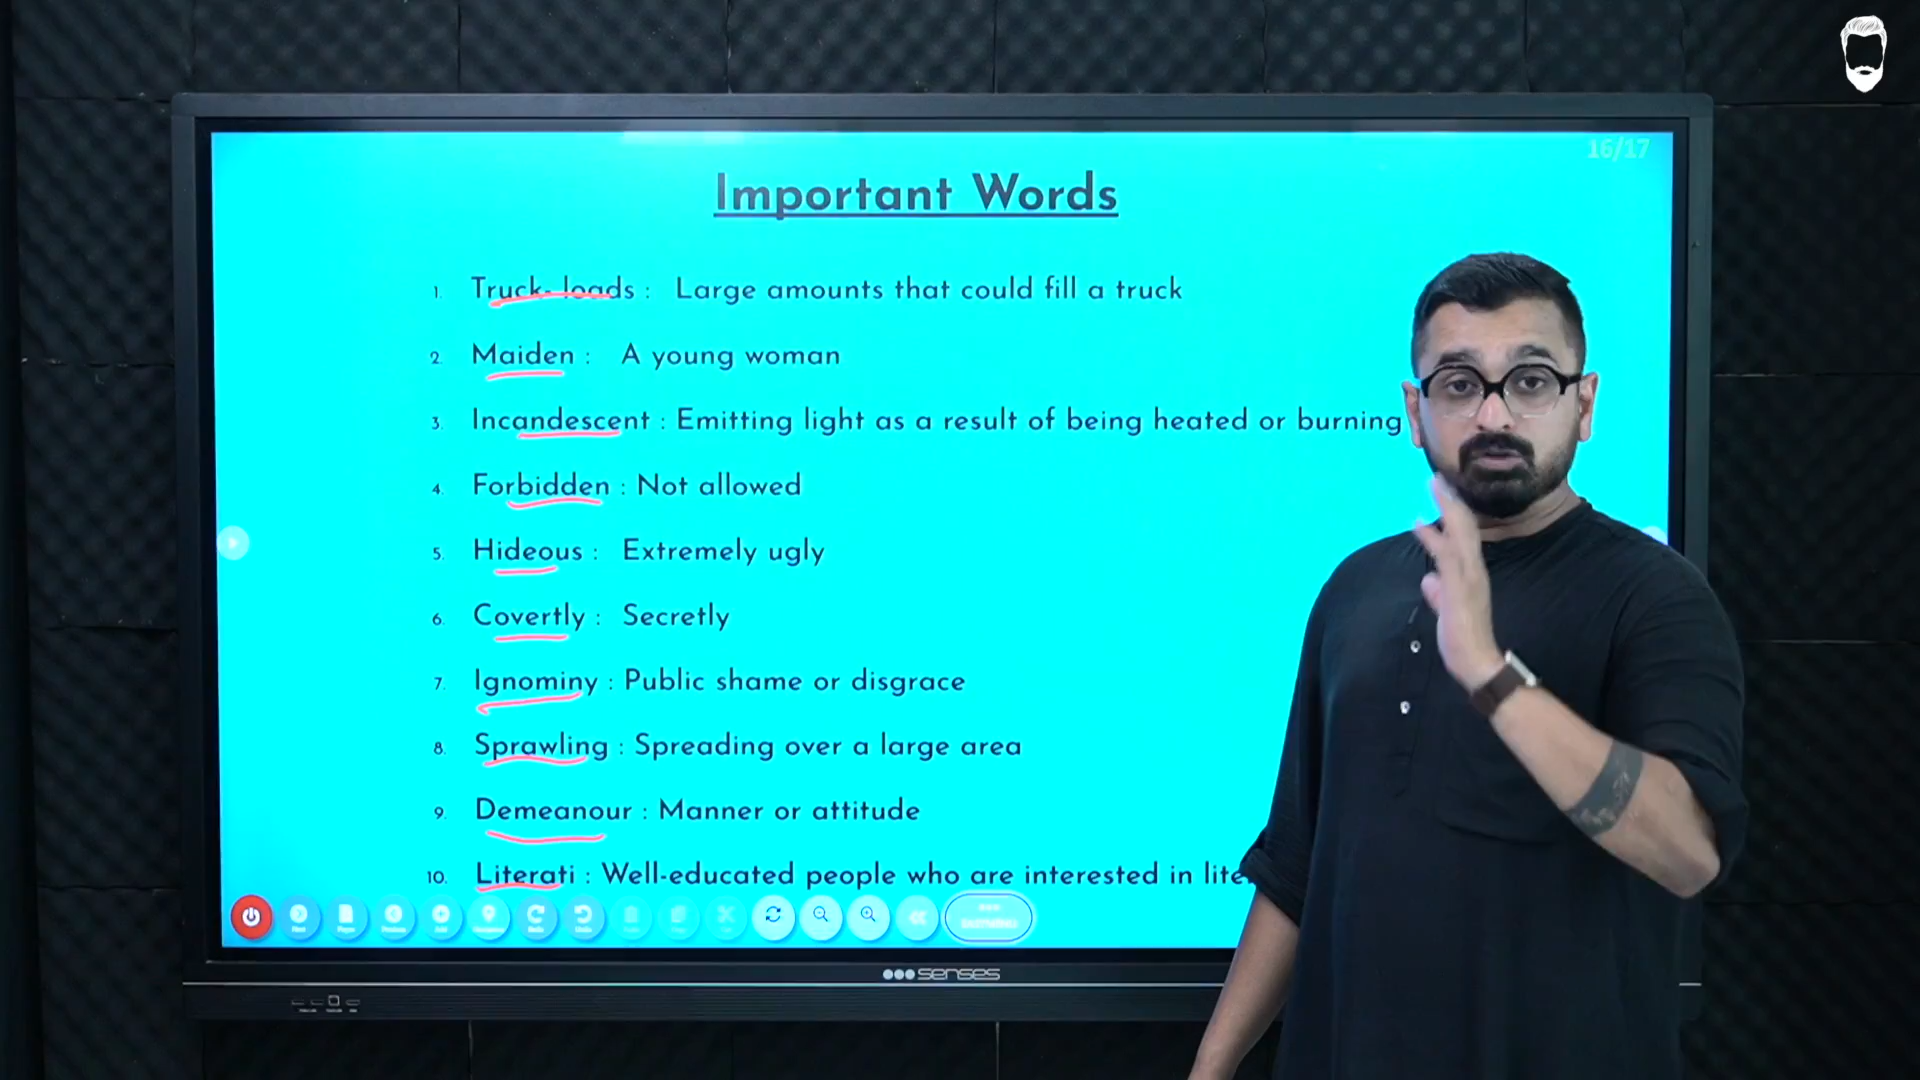 16/17
Important Words
1. Truck- loads : Large amounts that could fill a truck
2. Maiden : A young woman
3. Incandescent : Emitting light as a result of being heated or burning
4. Forbidden : Not allowed
5. Hideous : Extremely ugly
6. Covertly : Secretly
7. Ignominy : Public shame or disgrace
8. Sprawling : Spreading over a large area
9. Demeanour : Manner or attitude
10. Literati : Well-educated people who are interested in lite
senses